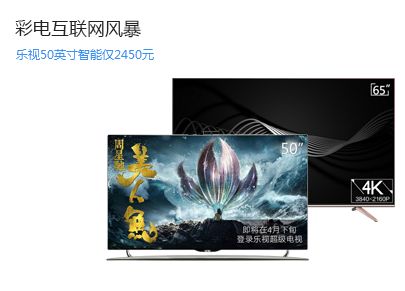 彩电互联网风暴
乐视50英寸智能仅2450元
65”
4K
3840×2160P
50”
周星驰
美人鱼
即将在4月下旬
登录乐视超级电视